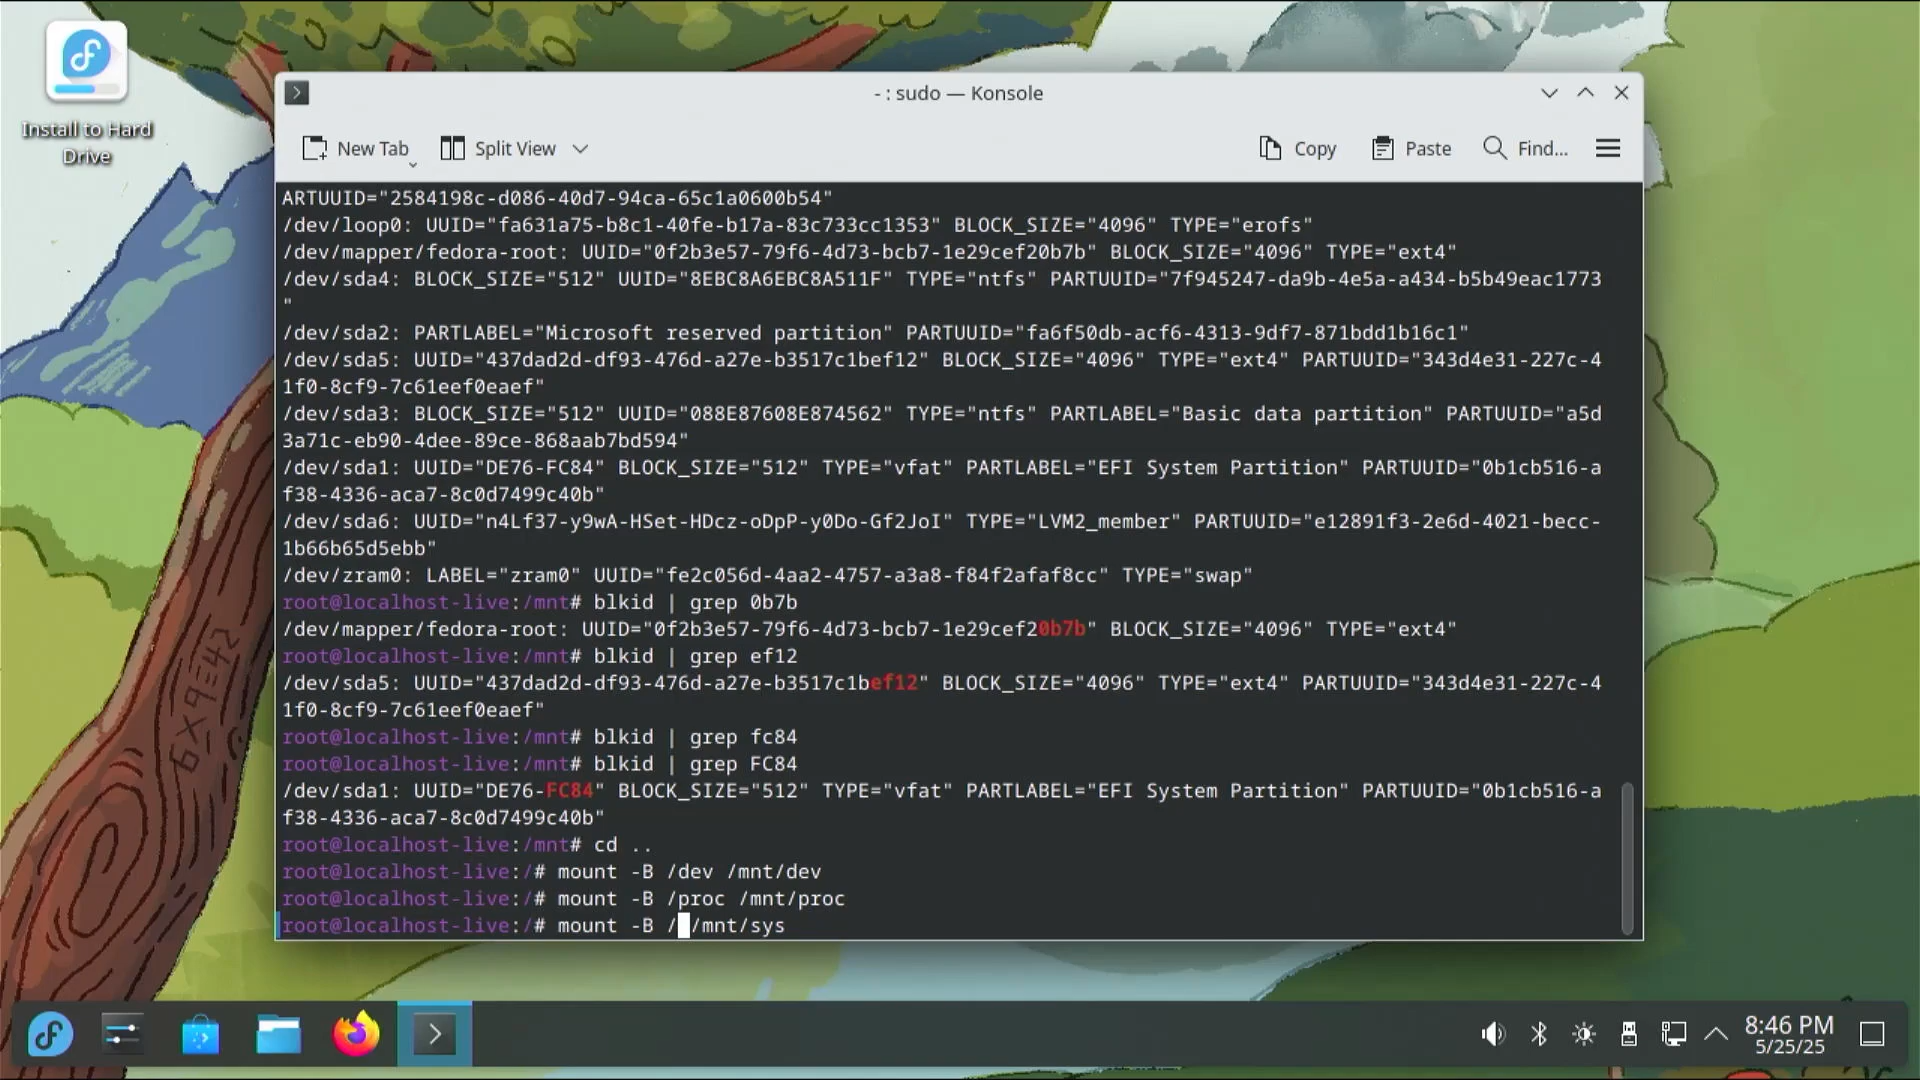 Install to Hard
Drive
- : sudo — Konsole
New Tab
Split View
Copy
Paste
Find...
ARTUUID="2584198c-d086-40d7-94ca-65c1a0600b54"
/dev/loop0: UUID="fa631a75-b8c1-40fe-b17a-83c733cc1353" BLOCK_SIZE="4096" TYPE="erofs"
/dev/mapper/fedora-root: UUID="0f2b3e57-79f6-4d73-bcb7-1e29cef20b7b" BLOCK_SIZE="4096" TYPE="ext4"
/dev/sda4: BLOCK_SIZE="512" UUID="8EBC8A6EBC8A511F" TYPE="ntfs" PARTUUID="7f945247-da9b-4e5a-a434-b5b49eac1773
"
/dev/sda2: PARTLABEL="Microsoft reserved partition" PARTUUID="fa6f50db-acf6-4313-9df7-871bdd1b16c1"
/dev/sda5: UUID="437dad2d-df93-476d-a27e-b3517c1bef12" BLOCK_SIZE="4096" TYPE="ext4" PARTUUID="343d4e31-227c-4
1f0-8cf9-7c61eef0eaef"
/dev/sda3: BLOCK_SIZE="512" UUID="088E87608E874562" TYPE="ntfs" PARTLABEL="Basic data partition" PARTUUID="a5d
3a71c-eb90-4dee-89ce-868aab7bd594"
/dev/sda1: UUID="DE76-FC84" BLOCK_SIZE="512" TYPE="vfat" PARTLABEL="EFI System Partition" PARTUUID="0b1cb516-a
f38-4336-aca7-8c0d7499c40b"
/dev/sda6: UUID="n4Lf37-y9wA-HSet-HDcz-oDpP-y0Do-Gf2JoI" TYPE="LVM2_member" PARTUUID="e12891f3-2e6d-4021-becc-
1b66b65d5ebb"
/dev/zram0: LABEL="zram0" UUID="fe2c056d-4aa2-4757-a3a8-f84f2afaf8cc" TYPE="swap"
root@localhost-live:/mnt# blkid | grep 0b7b
/dev/mapper/fedora-root: UUID="0f2b3e57-79f6-4d73-bcb7-1e29cef20b7b" BLOCK_SIZE="4096" TYPE="ext4"
root@localhost-live:/mnt# blkid | grep ef12
/dev/sda5: UUID="437dad2d-df93-476d-a27e-b3517c1bef12" BLOCK_SIZE="4096" TYPE="ext4" PARTUUID="343d4e31-227c-4
1f0-8cf9-7c61eef0eaef"
root@localhost-live:/mnt# blkid | grep fc84
root@localhost-live:/mnt# blkid | grep FC84
/dev/sda1: UUID="DE76-FC84" BLOCK_SIZE="512" TYPE="vfat" PARTLABEL="EFI System Partition" PARTUUID="0b1cb516-a
f38-4336-aca7-8c0d7499c40b"
root@localhost-live:/mnt# cd ..
root@localhost-live:/# mount -B /dev /mnt/dev
root@localhost-live:/# mount -B /proc /mnt/proc
root@localhost-live:/# mount -B / /mnt/sys
6x9=42
8:46 PM
5/25/25